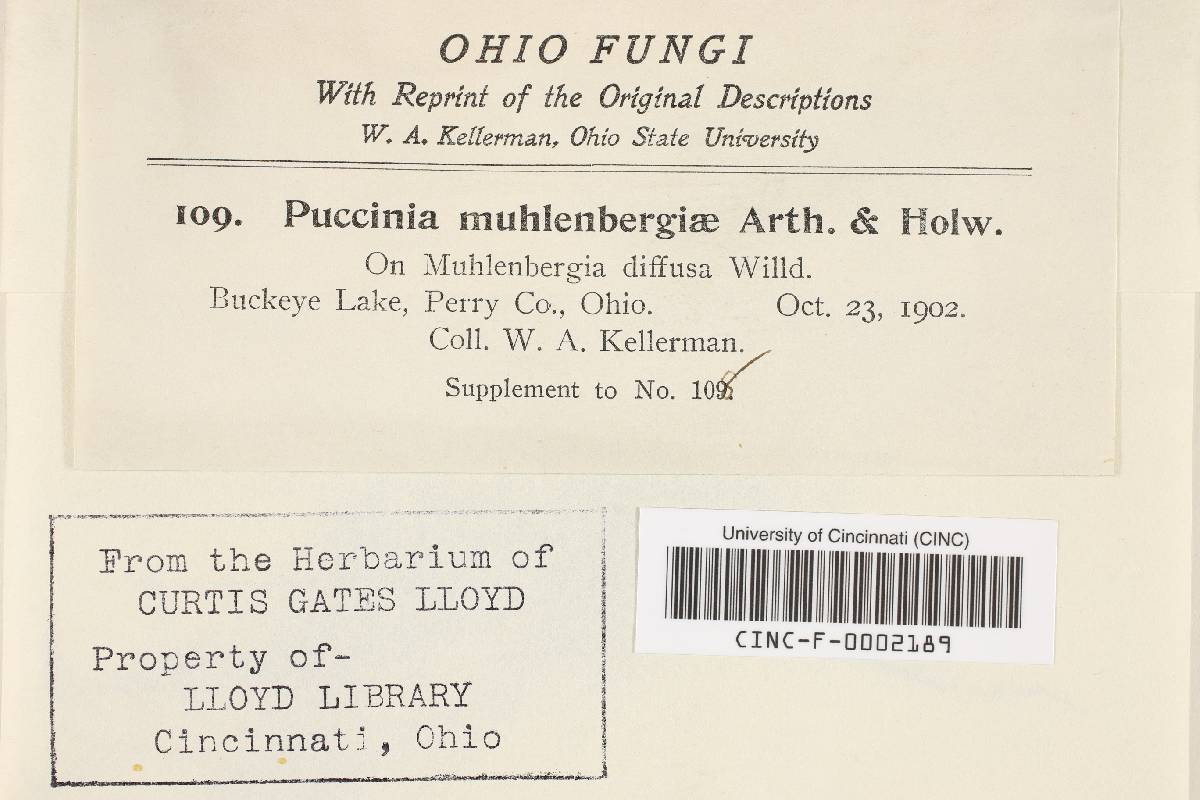 OHIO FUNGI
With Reprint of the Original Descriptions
W. A. Kellerman, Ohio State University
109. Puccinia muhlenbergiæ Arth. & Holw.
On Muhlenbergia diffusa Willd.
Buckeye Lake, Perry Co., Ohio. Oct. 23, 1902.
Coll. W. A. Kellerman.
Supplement to No. 109.
From the Herbarium of
CURTIS GATES LLOYD
Property of-
LLOYD LIBRARY
Cincinnati, Ohio
University of Cincinnati (CINC)
CINC-F-0002189